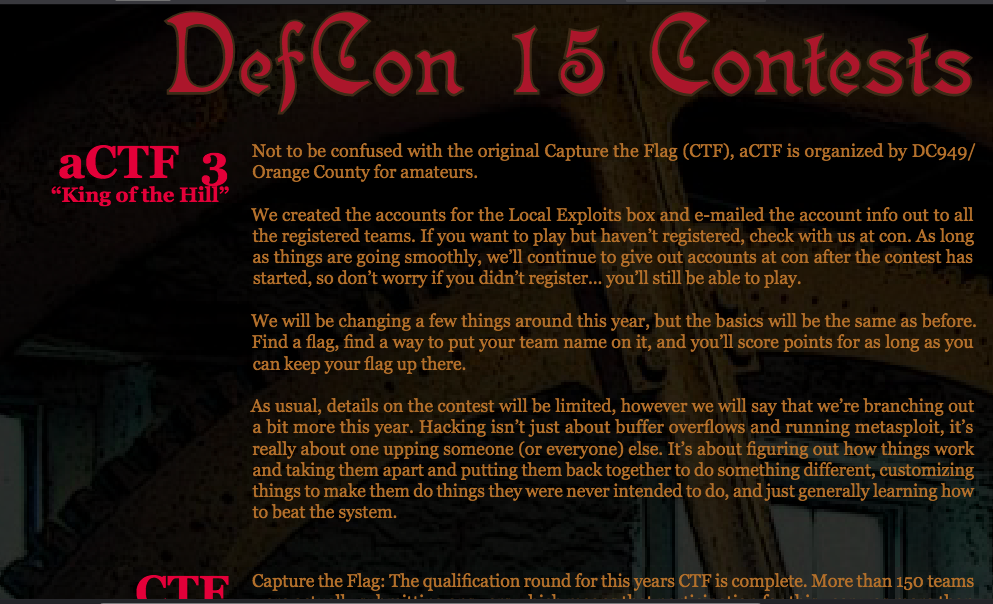 DefCon 15 Contests
aCTF 3
"King of the Hill"
Not to be confused with the original Capture the Flag (CTF), aCTF is organized by DC949/
Orange County for amateurs.
We created the accounts for the Local Exploits box and e-mailed the account info out to all
the registered teams. If you want to play but haven't registered, check with us at con. As long
as things are going smoothly, we'll continue to give out accounts at con after the contest has
started, so don't worry if you didn't register... you'll still be able to play.
We will be changing a few things around this year, but the basics will be the same as before.
Find a flag, find a way to put your team name on it, and you'll score points for as long as you
can keep your flag up there.
As usual, details on the contest will be limited, however we will say that we're branching out
a bit more this year. Hacking isn't just about buffer overflows and running metasploit, it's
really about one upping someone (or everyone) else. It's about figuring out how things work
and taking them apart and putting them back together to do something different, customizing
things to make them do things they were never intended to do, and just generally learning how
to beat the system.
CTF
Capture the Flag: The qualification round for this years CTF is complete. More than 150 teams